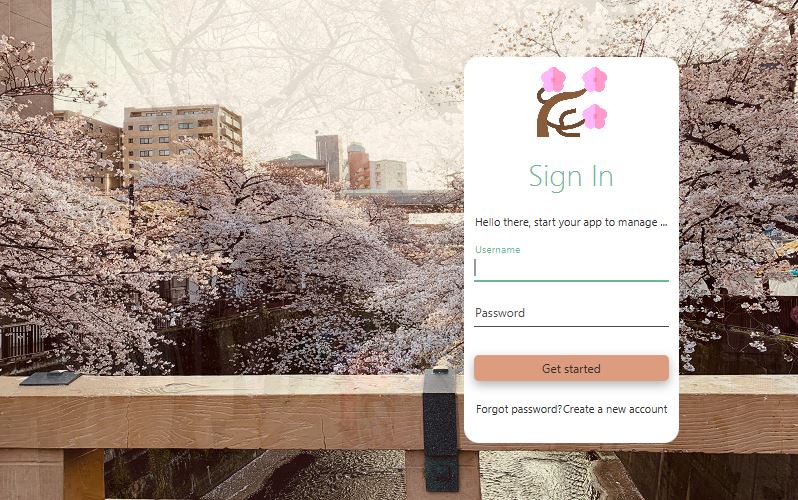 Sign In
Hello there, start your app to manage ...
Username
Password
Get started
Forgot password? Create a new account